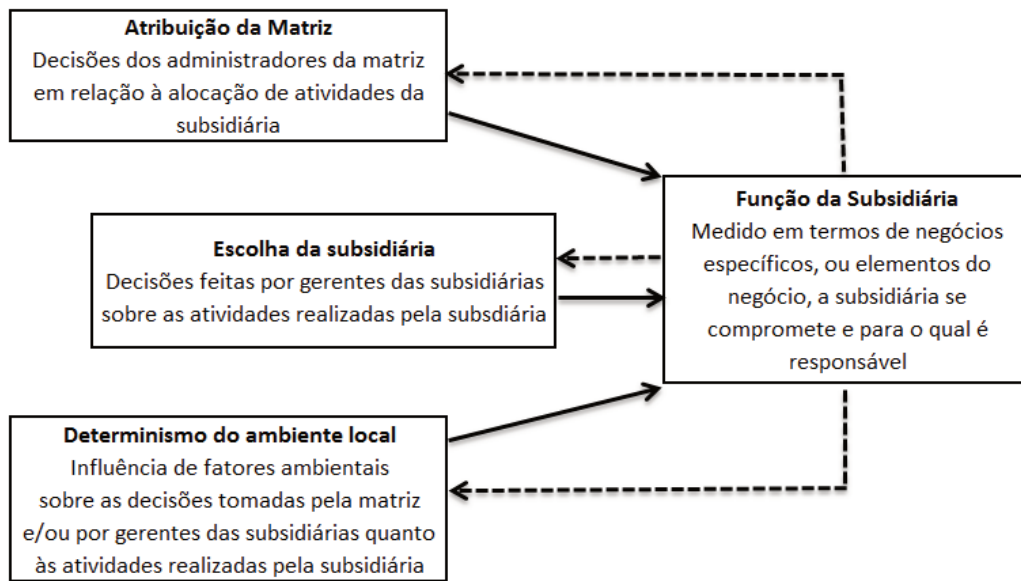 Atribuição da Matriz
Decisões dos administradores da matriz
em relação à alocação de atividades da
subsidiária
Escolha da subsidiária
Decisões feitas por gerentes das subsidiárias
sobre as atividades realizadas pela subsdiária
Determinismo do ambiente local
Influência de fatores ambientais
sobre as decisões tomadas pela matriz
e/ou por gerentes das subsidiárias quanto
às atividades realizadas pela subsidiária
Função da Subsidiária
Medido em termos de negócios
específicos, ou elementos do
negócio, a subsidiária se
compromete e para o qual é
responsável